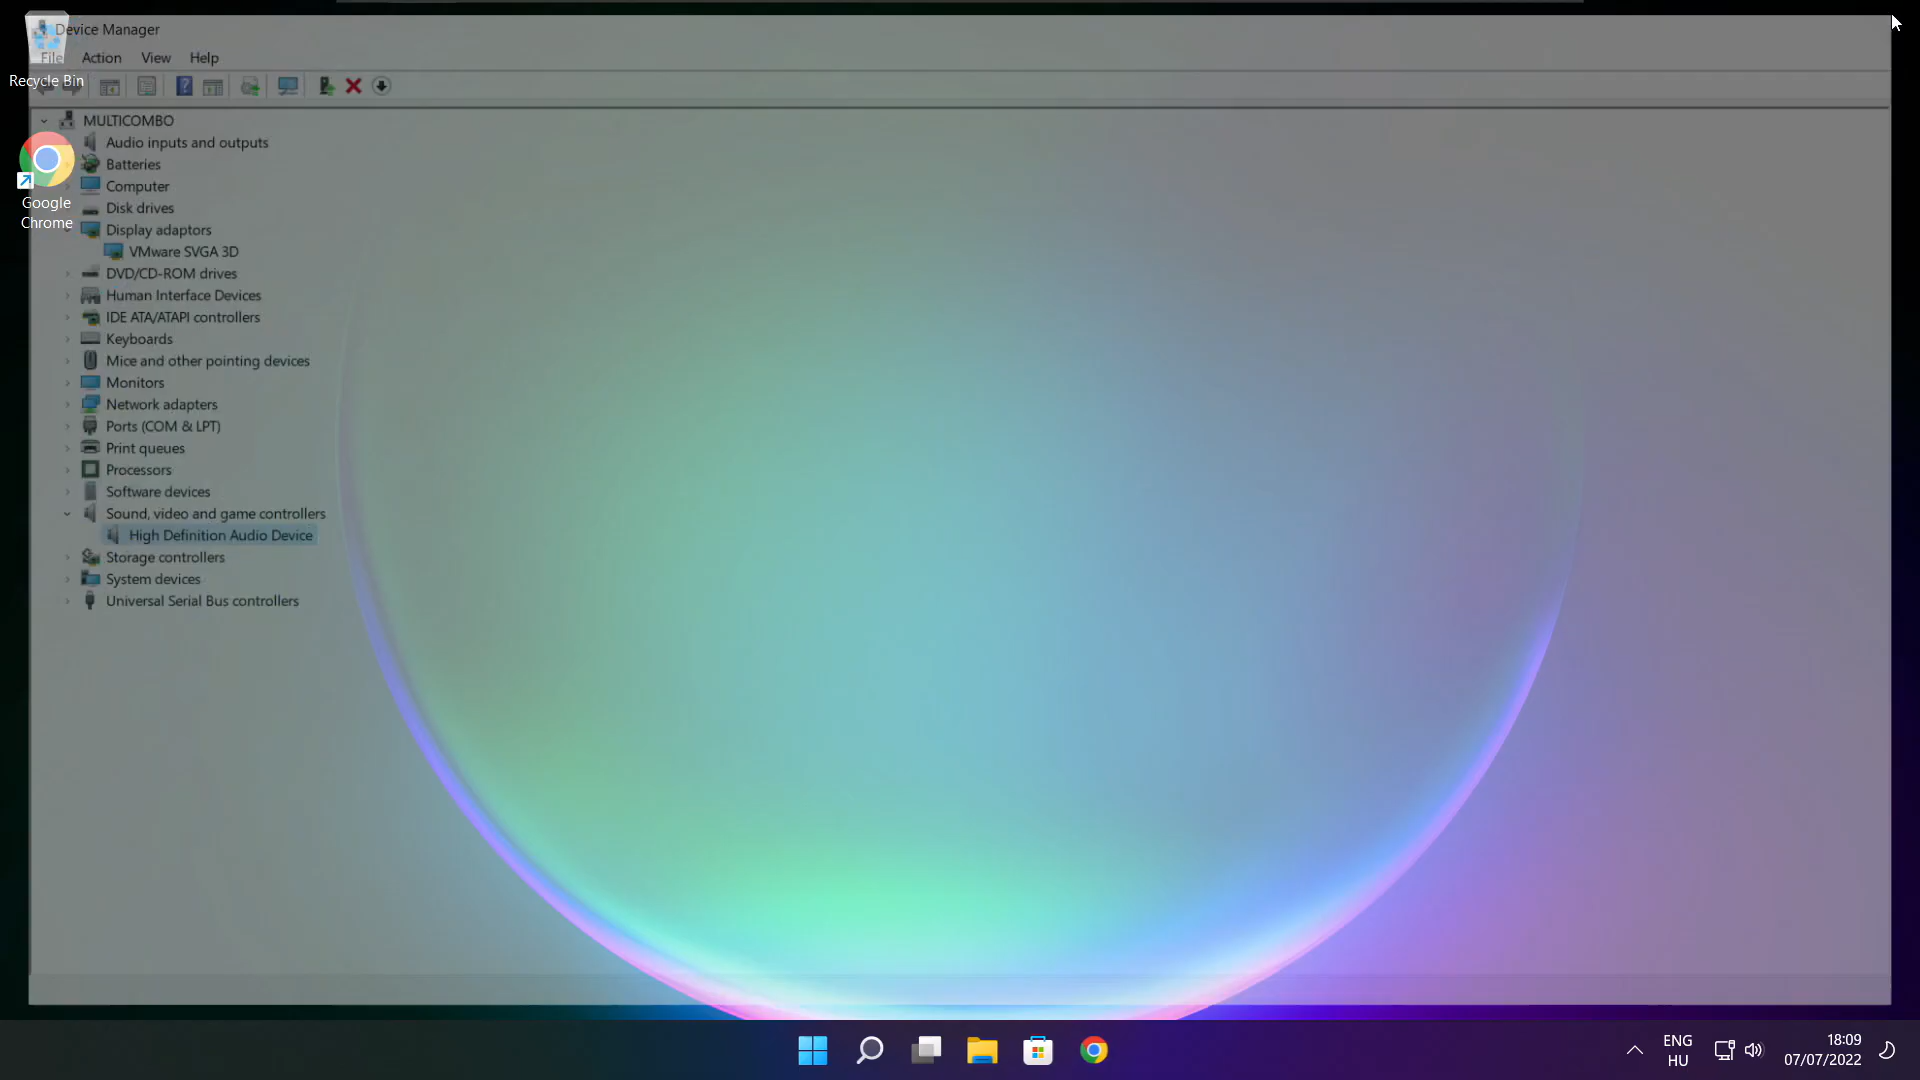 Device Manager
File
Action
View
Help
Recycle Bin
MULTICOMBO
Audio inputs and outputs
Batteries
Computer
Disk drives
Display adaptors
VMware SVGA 3D
DVD/CD-ROM drives
Human Interface Devices
IDE ATA/ATAPI controllers
Keyboards
Mice and other pointing devices
Monitors
Network adapters
Ports (COM & LPT)
Print queues
Processors
Software devices
Sound, video and game controllers
High Definition Audio Device
Storage controllers
System devices
Universal Serial Bus controllers
Google
Chrome
ENG
HU
18:09
07/07/2022